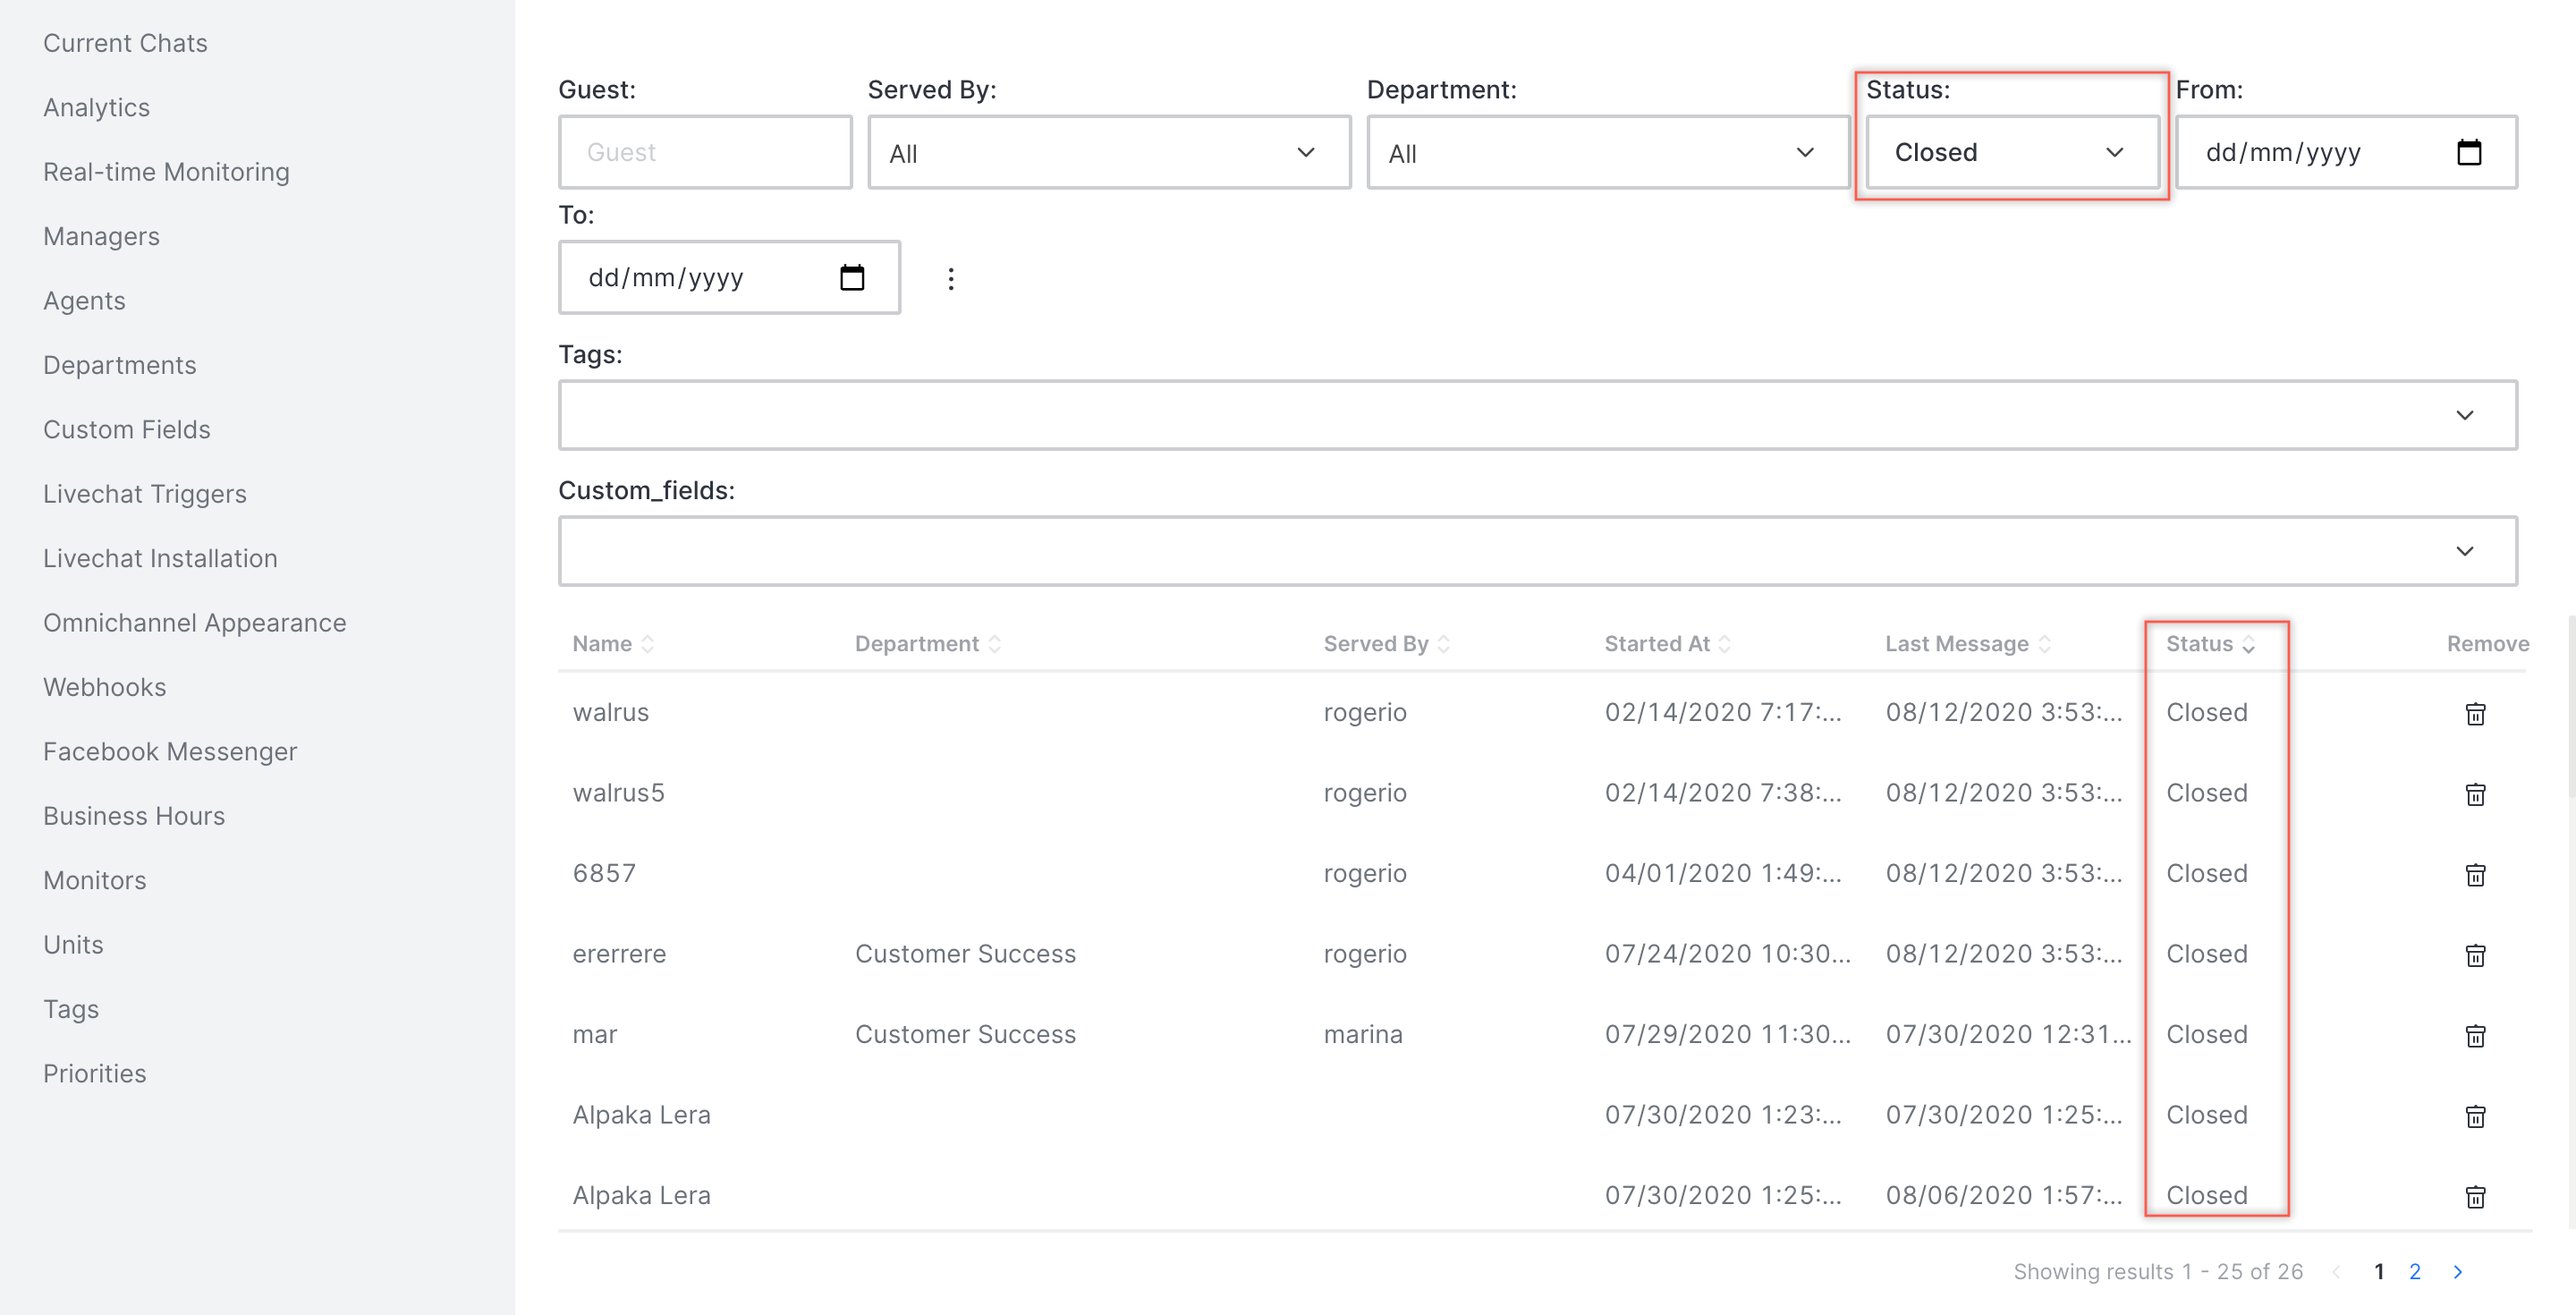 Current Chats
Analytics
Real-time Monitoring
Managers
Agents
Departments
Custom Fields
Livechat Triggers
Livechat Installation
Omnichannel Appearance
Webhooks
Facebook Messenger
Business Hours
Monitors
Units
Tags
Priorities
Guest: Served By: Department: Status: From:
Guest All All Closed dd/mm/yyyy
To:
dd/mm/yyyy
Tags:
Custom_fields:
Name Department Served By Started At Last Message Status Remove
walrus rogerio 02/14/2020 7:17:... 08/12/2020 3:53:... Closed
walrus5 rogerio 02/14/2020 7:38:... 08/12/2020 3:53:... Closed
6857 rogerio 04/01/2020 1:49:... 08/12/2020 3:53:... Closed
ererrere Customer Success rogerio 07/24/2020 10:30... 08/12/2020 3:53:... Closed
mar Customer Success marina 07/29/2020 11:30... 07/30/2020 12:31... Closed
Alpaka Lera 07/30/2020 1:23:... 07/30/2020 1:25:... Closed
Alpaka Lera 07/30/2020 1:25:... 08/06/2020 1:57:... Closed
Showing results 1 - 25 of 26 1 2